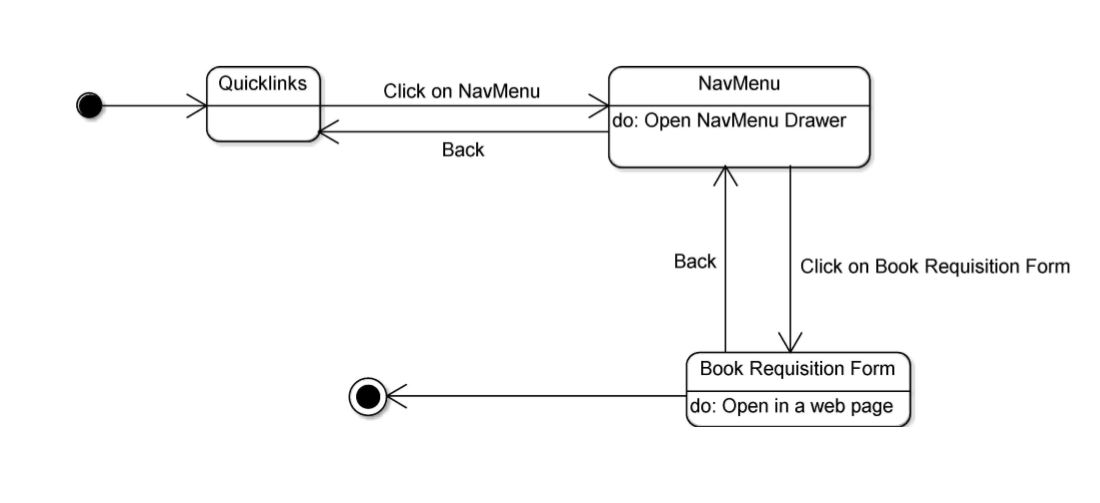 Quicklinks
Click on NavMenu
NavMenu
do: Open NavMenu Drawer
Back
Back
Click on Book Requisition Form
Book Requisition Form
do: Open in a web page